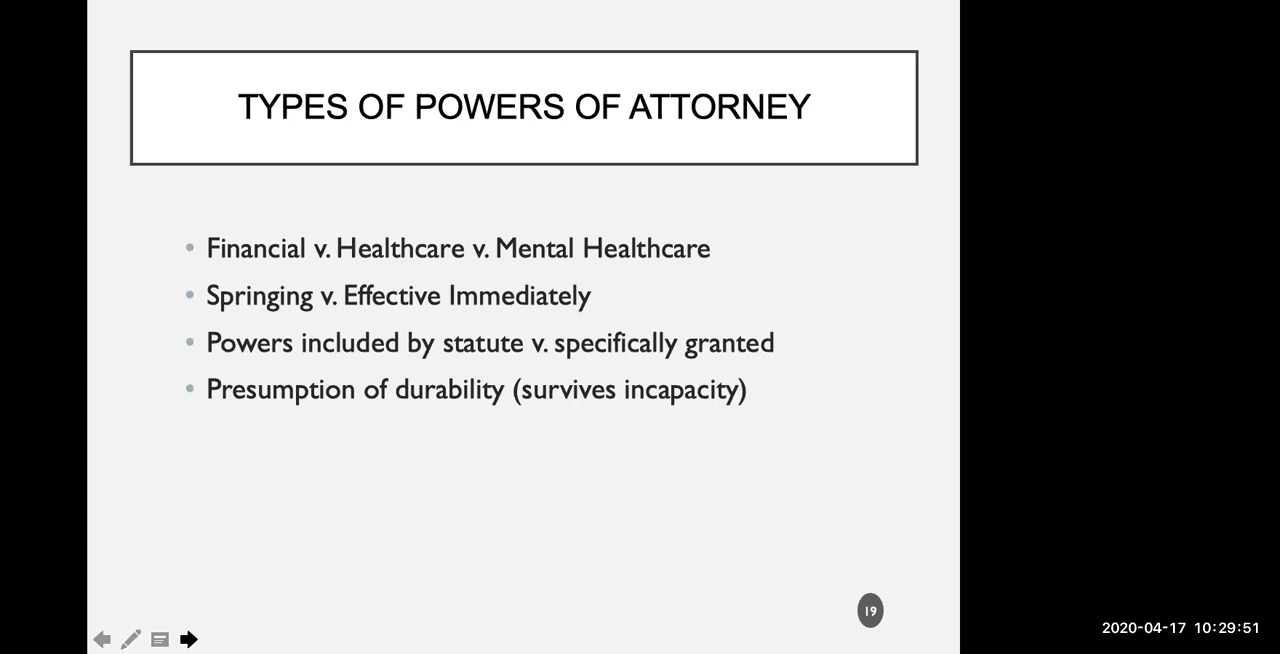 TYPES OF POWERS OF ATTORNEY
• Financial v. Healthcare v. Mental Healthcare
• Springing v. Effective Immediately
• Powers included by statute v. specifically granted
• Presumption of durability (survives incapacity)
19
2020-04-17 10:29:51